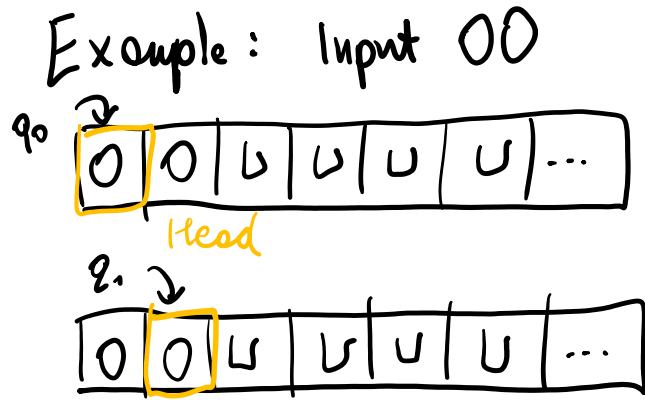 Example: Input 00
q₀
0 0 ⊔ ⊔ ⊔ ⊔ ...
Head
q₁
0 0 ⊔ ⊔ ⊔ ⊔ ...